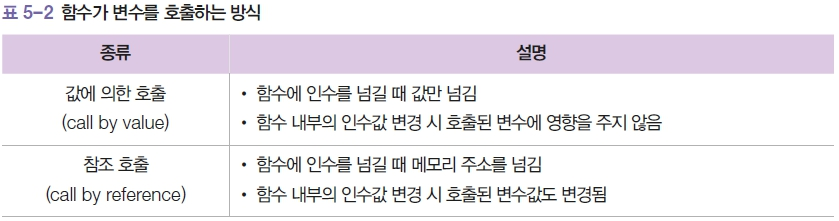 표 5-2 함수가 변수를 호출하는 방식
종류 설명
값에 의한 호출
(call by value)
• 함수에 인수를 넘길 때 값만 넘김
• 함수 내부의 인수값 변경 시 호출된 변수에 영향을 주지 않음
참조 호출
(call by reference)
• 함수에 인수를 넘길 때 메모리 주소를 넘김
• 함수 내부의 인수값 변경 시 호출된 변수값도 변경됨